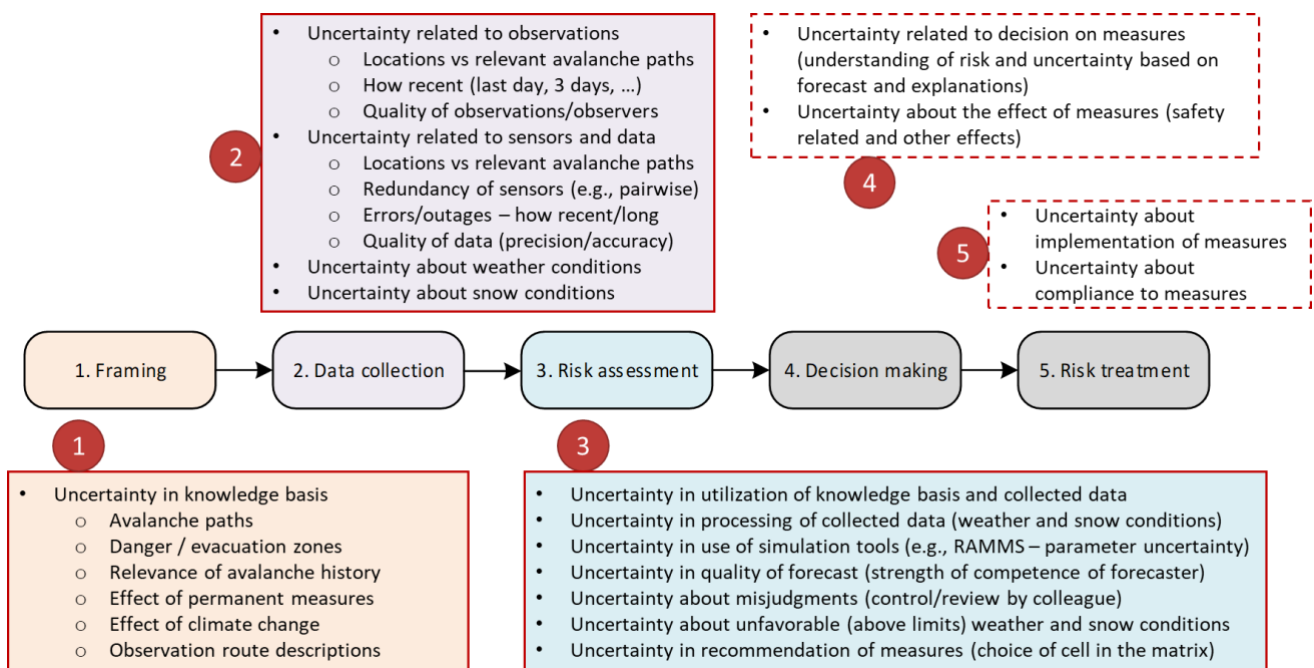 • Uncertainty related to observations
o Locations vs relevant avalanche paths
o How recent (last day, 3 days, ...)
o Quality of observations/observers
• Uncertainty related to sensors and data
o Locations vs relevant avalanche paths
o Redundancy of sensors (e.g., pairwise)
o Errors/outages – how recent/long
o Quality of data (precision/accuracy)
• Uncertainty about weather conditions
• Uncertainty about snow conditions
2
• Uncertainty related to decision on measures
(understanding of risk and uncertainty based on
forecast and explanations)
• Uncertainty about the effect of measures (safety
related and other effects)
4
• Uncertainty about
implementation of measures
• Uncertainty about
compliance to measures
5
1. Framing
2. Data collection
3. Risk assessment
4. Decision making
5. Risk treatment
1
• Uncertainty in knowledge basis
o Avalanche paths
o Danger / evacuation zones
o Relevance of avalanche history
o Effect of permanent measures
o Effect of climate change
o Observation route descriptions
3
• Uncertainty in utilization of knowledge basis and collected data
• Uncertainty in processing of collected data (weather and snow conditions)
• Uncertainty in use of simulation tools (e.g., RAMMS – parameter uncertainty)
• Uncertainty in quality of forecast (strength of competence of forecaster)
• Uncertainty about misjudgments (control/review by colleague)
• Uncertainty about unfavorable (above limits) weather and snow conditions
• Uncertainty in recommendation of measures (choice of cell in the matrix)